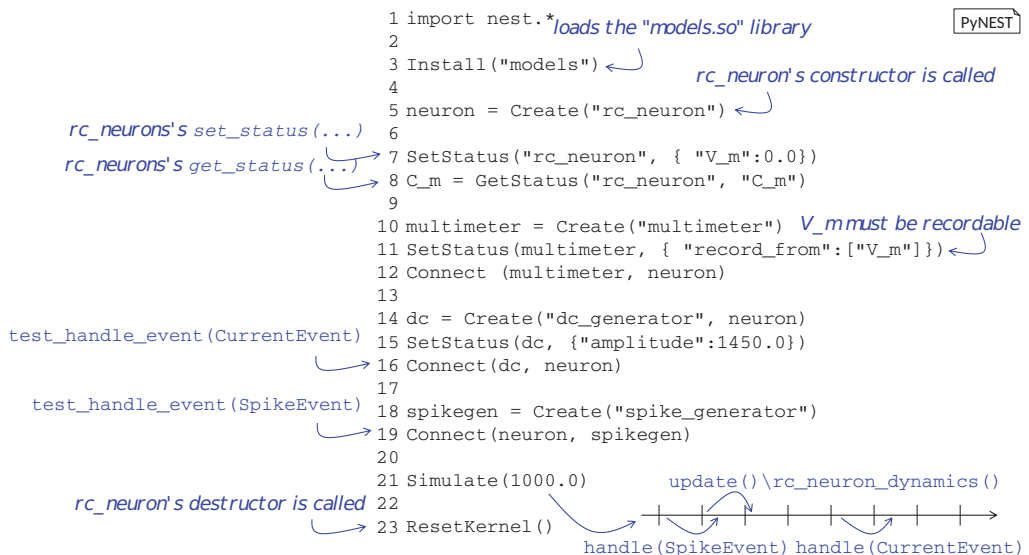 PyNEST
1 import nest.*
loads the "models.so" library
2
3 Install("models")
rc_neuron's constructor is called
4
5 neuron = Create("rc_neuron")
rc_neurons's set_status(...)
6
7 SetStatus("rc_neuron", { "V_m":0.0})
rc_neurons's get_status(...)
8 C_m = GetStatus("rc_neuron", "C_m")
9
10 multimeter = Create("multimeter")
V_m must be recordable
11 SetStatus(multimeter, { "record_from":["V_m"]})
12 Connect (multimeter, neuron)
13
14 dc = Create("dc_generator", neuron)
test_handle_event(CurrentEvent)
15 SetStatus(dc, {"amplitude":1450.0})
16 Connect(dc, neuron)
17
test_handle_event(SpikeEvent)
18 spikegen = Create("spike_generator")
19 Connect(neuron, spikegen)
20
21 Simulate(1000.0)
update()\rc_neuron_dynamics()
rc_neuron's destructor is called
22
23 ResetKernel()
handle(SpikeEvent) handle(CurrentEvent)